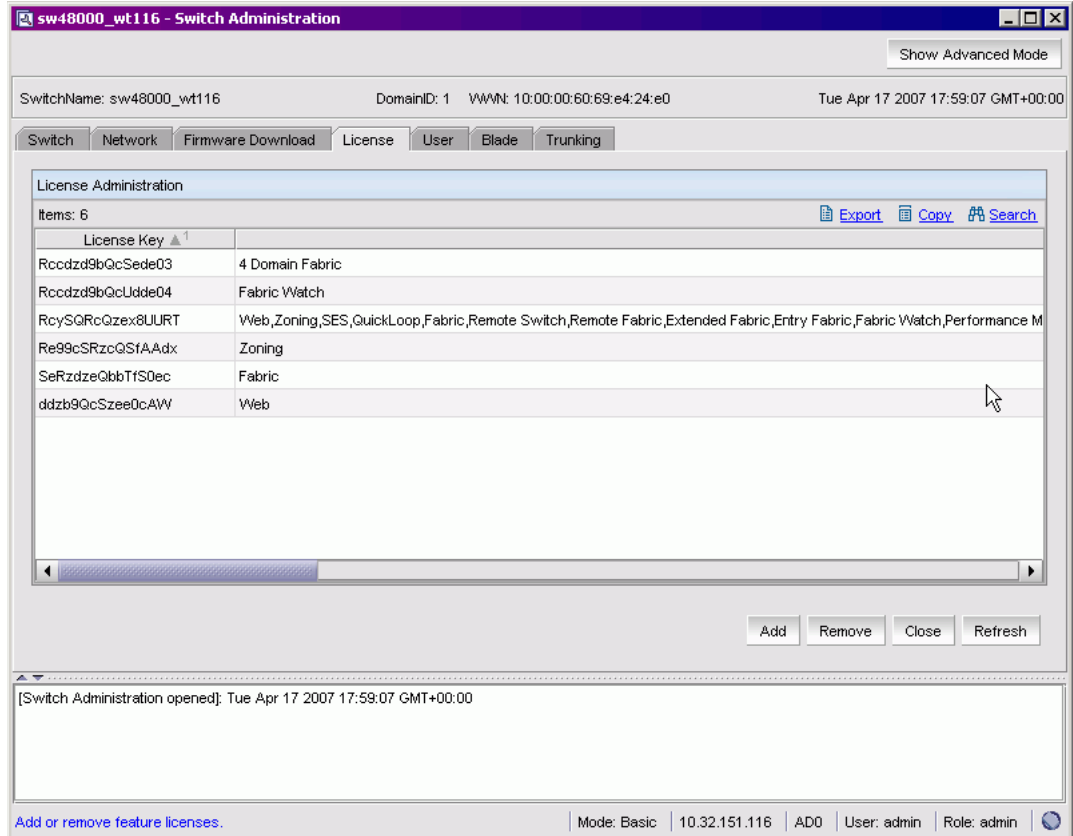 sw48000_wt116 - Switch Administration
Show Advanced Mode
SwitchName: sw48000_wt116 DomainID: 1 WWN: 10:00:00:60:69:e4:24:e0 Tue Apr 17 2007 17:59:07 GMT+00:00
Switch Network Firmware Download License User Blade Trunking
License Administration
Items: 6 Export Copy Search
License Key 1
Rccdzd9bQcSede03 4 Domain Fabric
Rccdzd9bQcUdde04 Fabric Watch
RcySQRcQzex8UURT Web,Zoning,SES,QuickLoop,Fabric,Remote Switch,Remote Fabric,Extended Fabric,Entry Fabric,Fabric Watch,Performance M
Re99cSRzcQSfAAdx Zoning
SeRzdzeQbbTfS0ec Fabric
ddzb9QcSzee0cAW Web
Add Remove Close Refresh
[Switch Administration opened]: Tue Apr 17 2007 17:59:07 GMT+00:00
Add or remove feature licenses. Mode: Basic 10.32.151.116 AD0 User: admin Role: admin